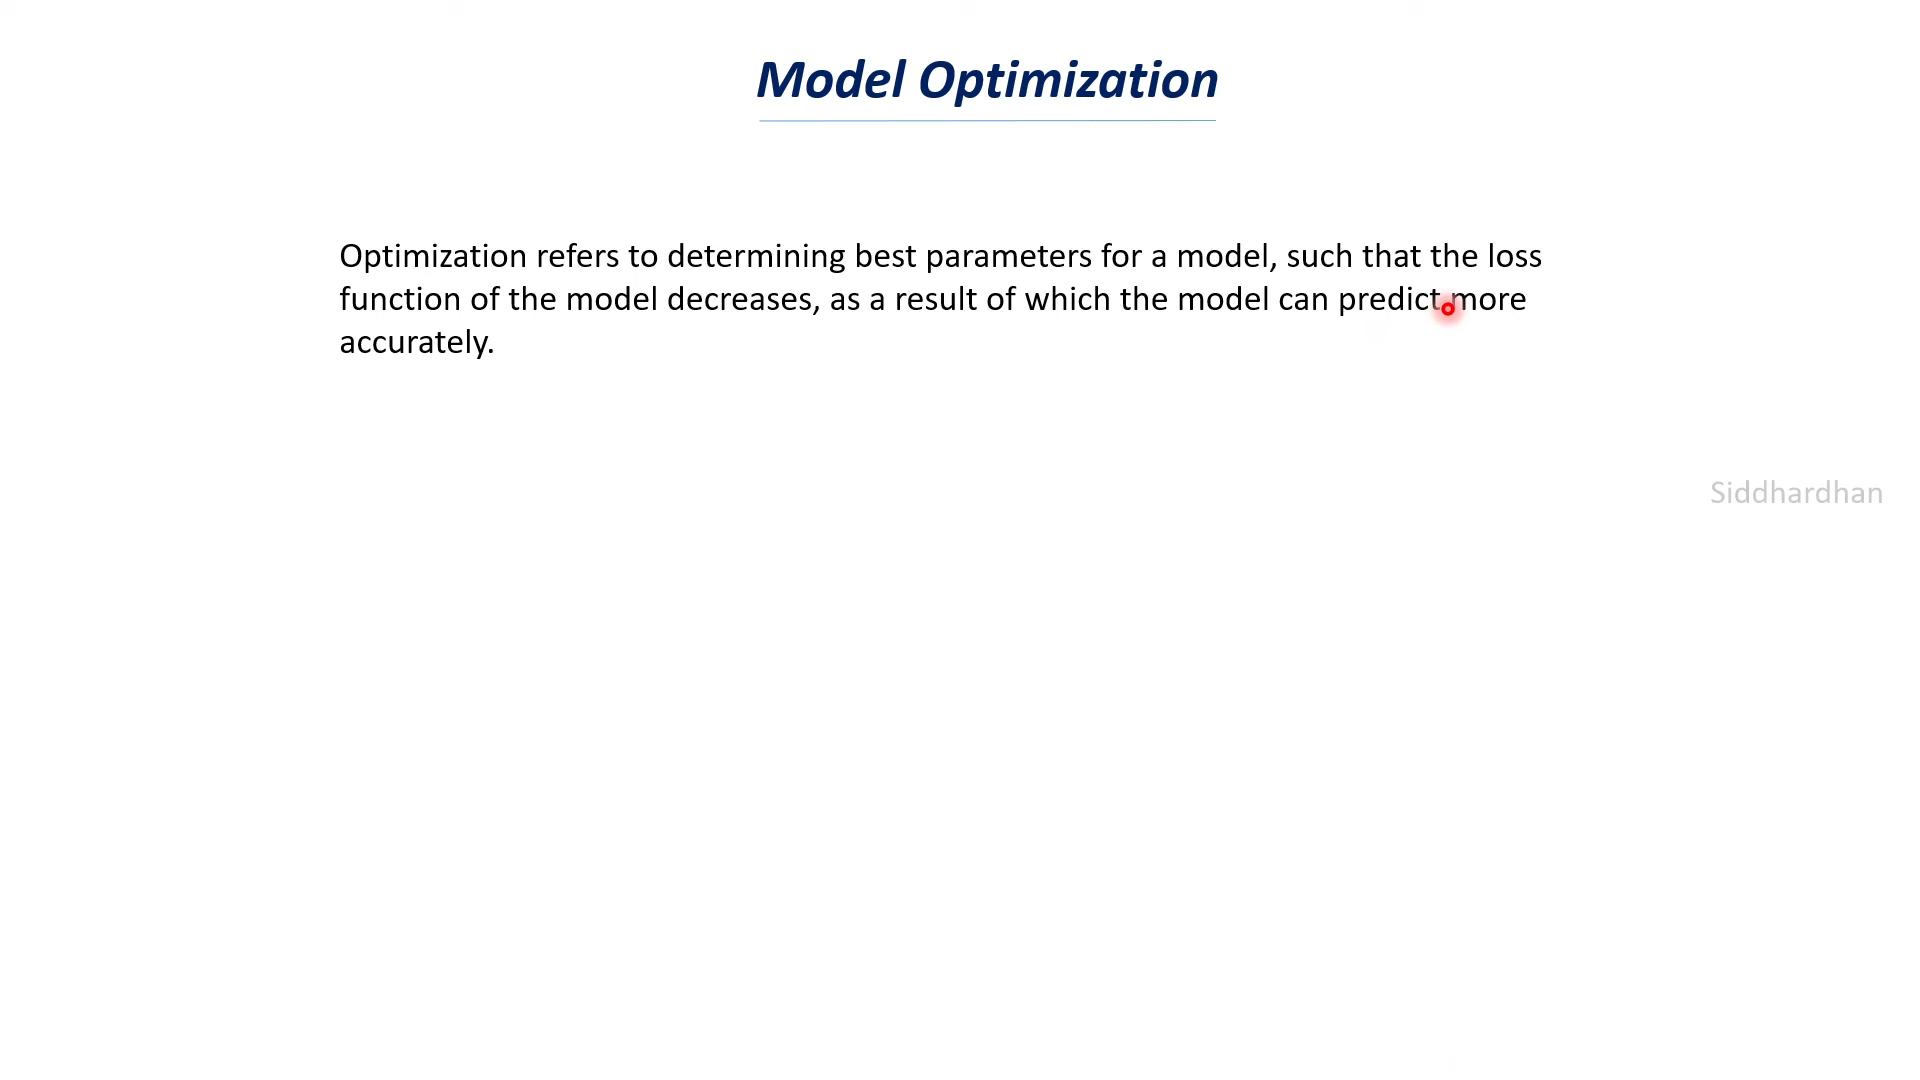 Model Optimization
Optimization refers to determining best parameters for a model, such that the loss
function of the model decreases, as a result of which the model can predict more
accurately.
Siddhardhan